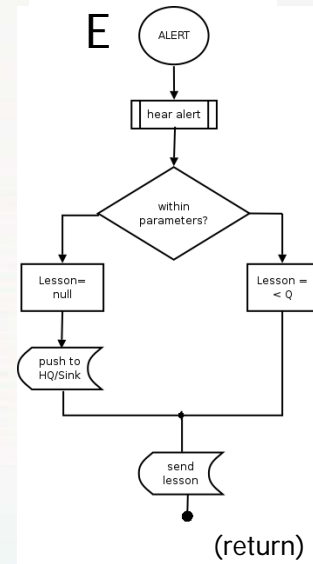 E
ALERT
hear alert
within
parameters?
Lesson=
null
Lesson =
< Q
push to
HQ/Sink
send
lesson
(return)